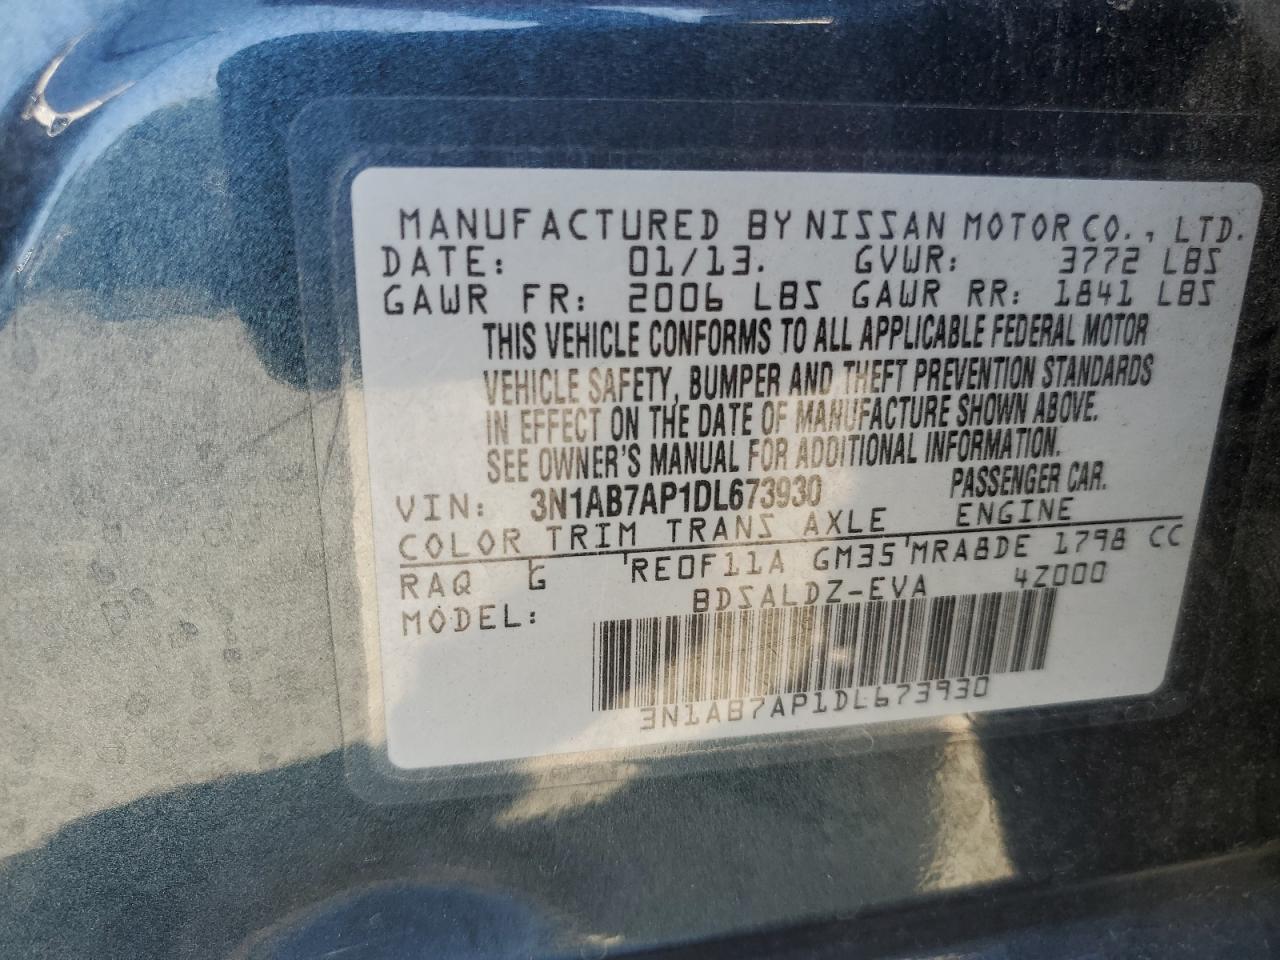 MANUFACTURED BY NISSAN MOTOR CO., LTD.
DATE: 01/13. GVWR: 3772 LBS
GAWR FR: 2006 LBS GAWR RR: 1841 LBS
THIS VEHICLE CONFORMS TO ALL APPLICABLE FEDERAL MOTOR
VEHICLE SAFETY, BUMPER AND THEFT PREVENTION STANDARDS
IN EFFECT ON THE DATE OF MANUFACTURE SHOWN ABOVE.
SEE OWNER'S MANUAL FOR ADDITIONAL INFORMATION.
VIN: 3N1AB7AP1DL673930 PASSENGER CAR.
COLOR TRIM TRANS AXLE ENGINE
RAQ G RE0F11A GM35 MRA8DE 1798 CC
MODEL: BDSALDZ-EVA 4Z000
3N1AB7AP1DL673930